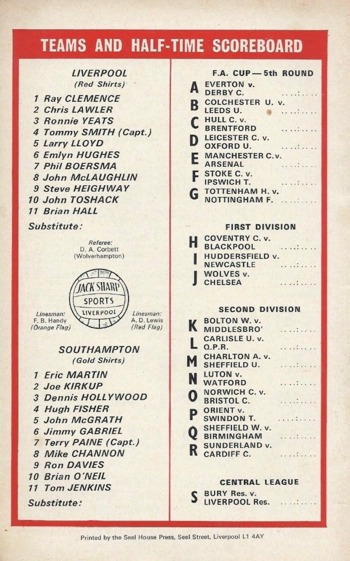 TEAMS AND HALF-TIME SCOREBOARD
LIVERPOOL
(Red Shirts)
1 Ray CLEMENCE
2 Chris LAWLER
3 Ronnie YEATS
4 Tommy SMITH (Capt.)
5 Larry LLOYD
6 Emlyn HUGHES
7 Phil BOERSMA
8 John McLAUGHLIN
9 Steve HEIGHWAY
10 John TOSHACK
11 Brian HALL
Substitute:
Referee:
D. A. Corbett
(Wolverhampton)
JACK SHARP
SPORTS
LIVERPOOL
Linesman:
F. B. Handy
(Orange Flag)
Linesman:
A. D. Lewis
(Red Flag)
SOUTHAMPTON
(Gold Shirts)
1 Eric MARTIN
2 Joe KIRKUP
3 Dennis HOLLYWOOD
4 Hugh FISHER
5 John McGRATH
6 Jimmy GABRIEL
7 Terry PAINE (Capt.)
8 Mike CHANNON
9 Ron DAVIES
10 Brian O'NEIL
11 Tom JENKINS
Substitute:
F.A. CUP—5th ROUND
A EVERTON v.
DERBY C. ....:....
B COLCHESTER U. v.
LEEDS U. ....:....
C HULL C. v.
BRENTFORD ....:....
D LEICESTER C. v.
OXFORD U. ....:....
E MANCHESTER C. v.
ARSENAL ....:....
F STOKE C. v.
IPSWICH T. ....:....
G TOTTENHAM H. v.
NOTTINGHAM F. ....:....
FIRST DIVISION
H COVENTRY C. v.
BLACKPOOL ....:....
I HUDDERSFIELD v.
NEWCASTLE ....:....
J WOLVES v.
CHELSEA ....:....
SECOND DIVISION
K BOLTON W. v.
MIDDLESBRO' ....:....
L CARLISLE U. v.
Q.P.R. ....:....
M CHARLTON A. v.
SHEFFIELD U. ....:....
N LUTON v.
WATFORD ....:....
O NORWICH C. v.
BRISTOL C. ....:....
P ORIENT v.
SWINDON T. ....:....
Q SHEFFIELD W. v.
BIRMINGHAM ....:....
R SUNDERLAND v.
CARDIFF C. ....:....
CENTRAL LEAGUE
S BURY Res. v.
LIVERPOOL Res. ....:....
Printed by the Seel House Press, Seel Street, Liverpool L1 4AY